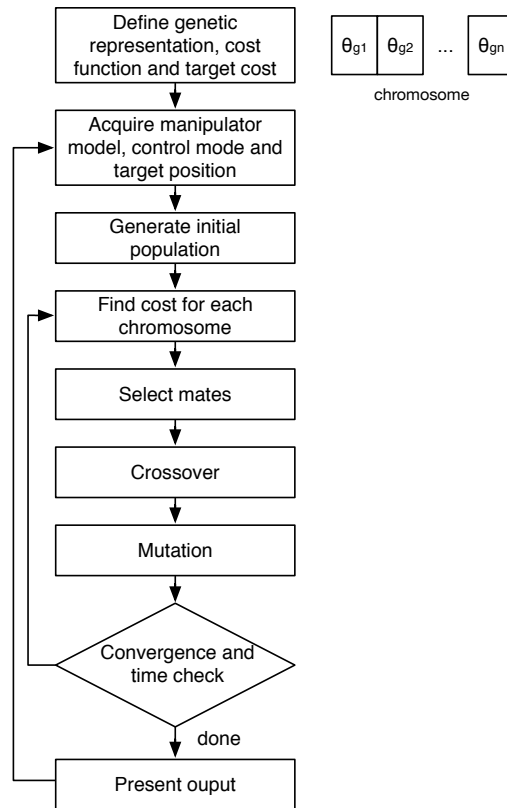 Define genetic
representation, cost
function and target cost
θg1 θg2 ... θgn
chromosome
Acquire manipulator
model, control mode and
target position
Generate initial
population
Find cost for each
chromosome
Select mates
Crossover
Mutation
Convergence and
time check
done
Present ouput